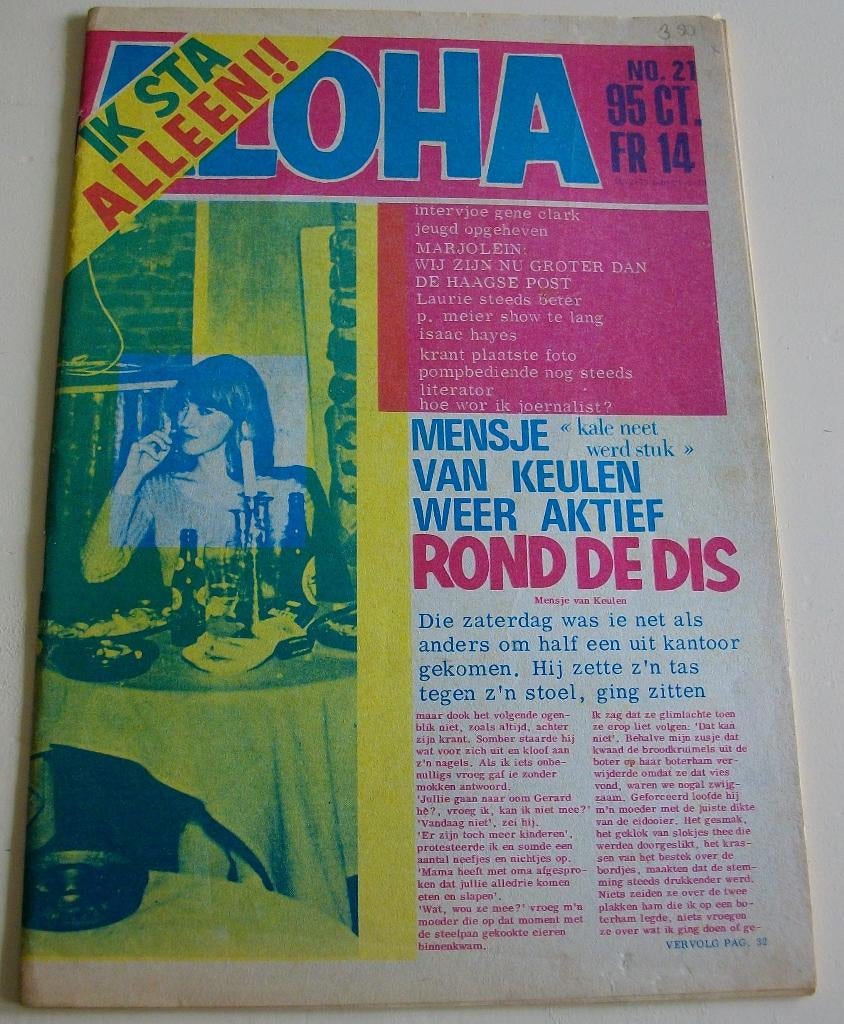 3.50
IK STA
ALLEEN!!
ALOHA
NO. 21
95 CT.
FR 14
intervjoe gene clark
jeugd opgeheven
MARJOLEIN:
WIJ ZIJN NU GROTER DAN
DE HAAGSE POST
Laurie steeds beter
p. meier show te lang
isaac hayes
krant plaatste foto
pompbediende nog steeds
literator
hoe wor ik joernalist?
MENSJE « kale neet
werd stuk »
VAN KEULEN
WEER AKTIEF
ROND DE DIS
Mensje van Keulen
Die zaterdag was ie net als
anders om half een uit kantoor
gekomen. Hij zette z'n tas
tegen z'n stoel, ging zitten
maar dook het volgende ogen-
blik niet, zoals altijd, achter
zijn krant. Somber staarde hij
wat voor zich uit en kloof aan
z'n nagels. Als ik iets onbe-
nulligs vroeg gaf ie zonder
mokken antwoord.
'Jullie gaan naar oom Gerard
hè?, vroeg ik, kan ik niet mee?'
'Vandaag niet', zei hij.
'Er zijn toch meer kinderen',
protesteerde ik en somde een
aantal neefjes en nichtjes op.
'Mama heeft met oma afgespro-
ken dat jullie alledrie komen
eten en slapen'.
'Wat, wou ze mee?' vroeg m'n
moeder die op dat moment met
de steelpan gekookte eieren
binnenkwam.
Ik zag dat ze glimlachte toen
ze erop liet volgen: 'Dat kan
niet'. Behalve mijn zusje dat
kwaad de broodkruimels uit de
boter op haar boterham ver-
wijderde omdat ze dat vies
vond, waren we nogal zwijg-
zaam. Geforceerd loofde hij
m'n moeder met de juiste dikte
van de eidooier. Het gesmak,
het geklok van slokjes thee die
werden doorgeslikt, het kras-
sen van het bestek over de
bordjes, maakten dat de stem-
ming steeds drukkender werd.
Niets zeiden ze over de twee
plakken ham die ik op een bo-
terham legde, niets vroegen
ze over wat ik ging doen of ge-
VERVOLG PAG. 32